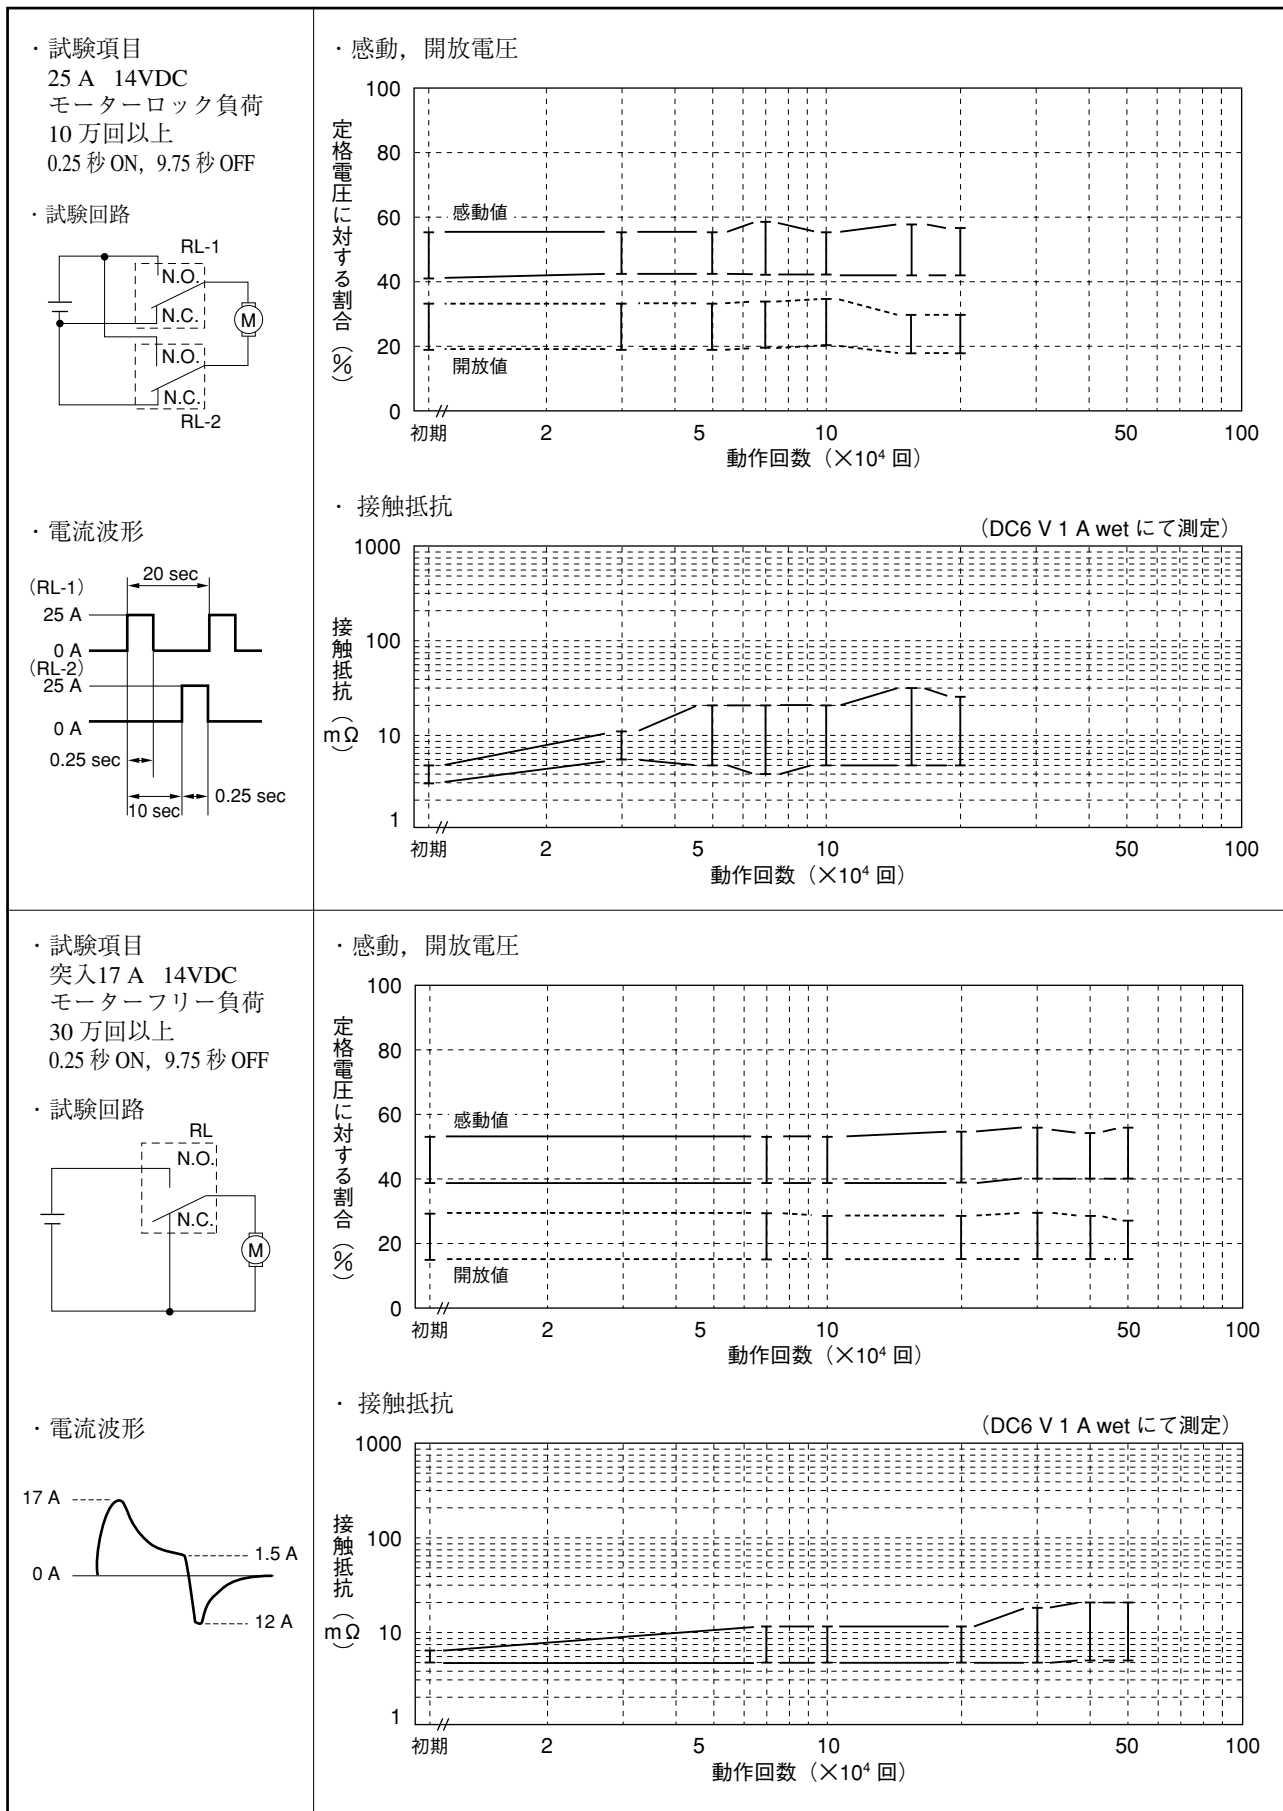 ・試験項目
25 A 14VDC
モーターロック負荷
10 万回以上
0.25 秒 ON，9.75 秒 OFF
・試験回路
RL-1
N.O.
N.C.
M
N.O.
N.C.
RL-2
・電流波形
20 sec
（RL-1）
25 A
0 A
（RL-2）
25 A
0 A
0.25 sec
10 sec
0.25 sec
・感動，開放電圧
定格電圧に対する割合（%）
100
80
60
40
20
0
感動値
開放値
初期 2 5 10 50 100
動作回数（×10⁴ 回）
・接触抵抗
（DC6 V 1 A wet にて測定）
接触抵抗（mΩ）
1000
100
10
1
初期 2 5 10 50 100
動作回数（×10⁴ 回）
・試験項目
突入17 A 14VDC
モーターフリー負荷
30 万回以上
0.25 秒 ON，9.75 秒 OFF
・試験回路
RL
N.O.
N.C.
M
・電流波形
17 A
1.5 A
0 A
12 A
・感動，開放電圧
定格電圧に対する割合（%）
100
80
60
40
20
0
感動値
開放値
初期 2 5 10 50 100
動作回数（×10⁴ 回）
・接触抵抗
（DC6 V 1 A wet にて測定）
接触抵抗（mΩ）
1000
100
10
1
初期 2 5 10 50 100
動作回数（×10⁴ 回）